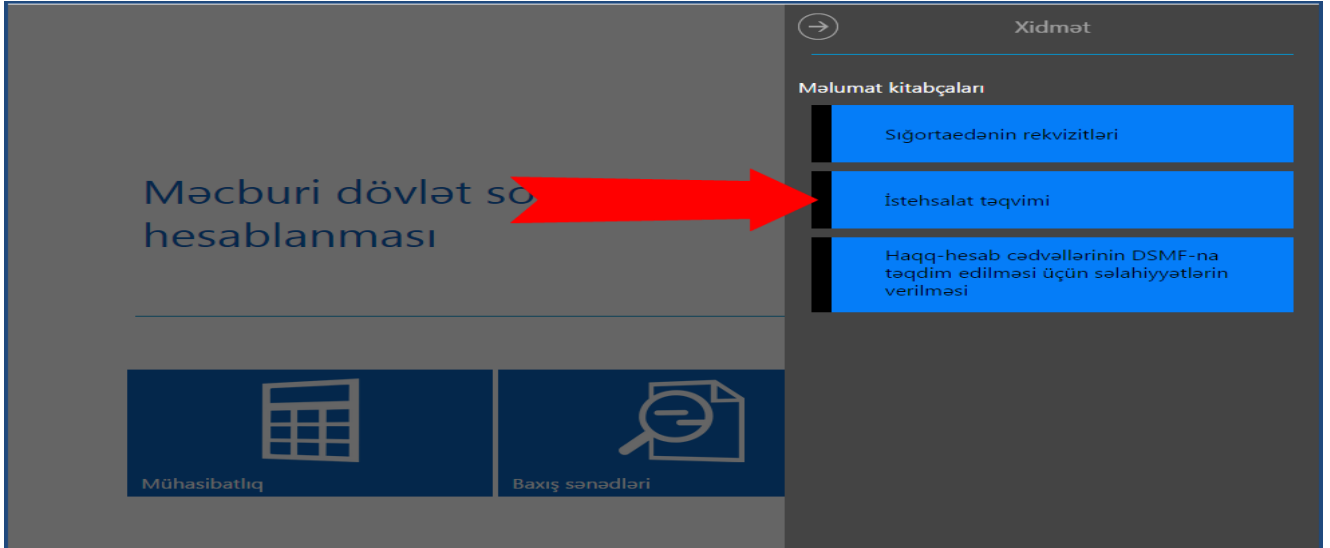 Xidmət
Məlumat kitabçaları
Sığortaedənin rekvizitləri
İstehsalat təqvimi
Haqq-hesab cədvəllərinin DSMF-na
təqdim edilməsi üçün səlahiyyətlərin
verilməsi
Məcburi dövlət so
hesablanması
Mühasibatlıq
Baxış sənədləri